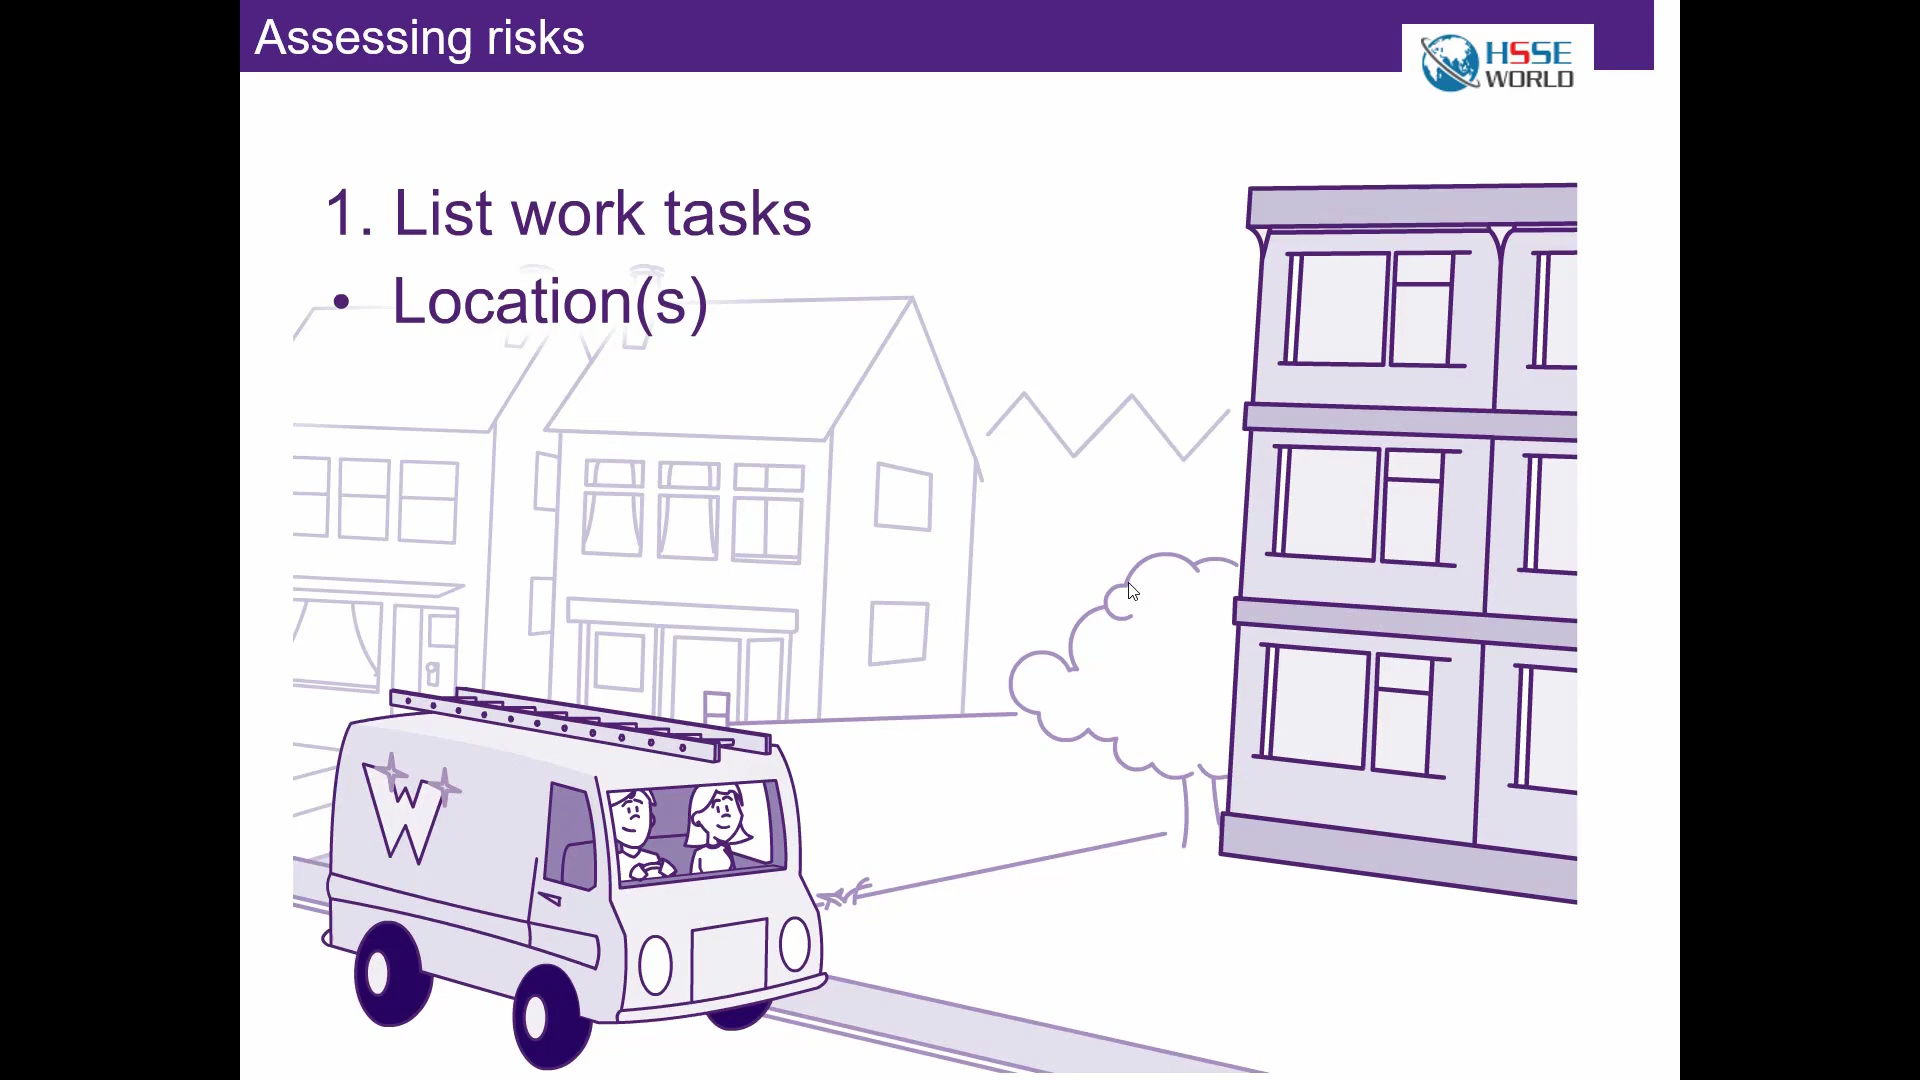 Assessing risks
HSSE
WORLD
1. List work tasks
• Location(s)
W